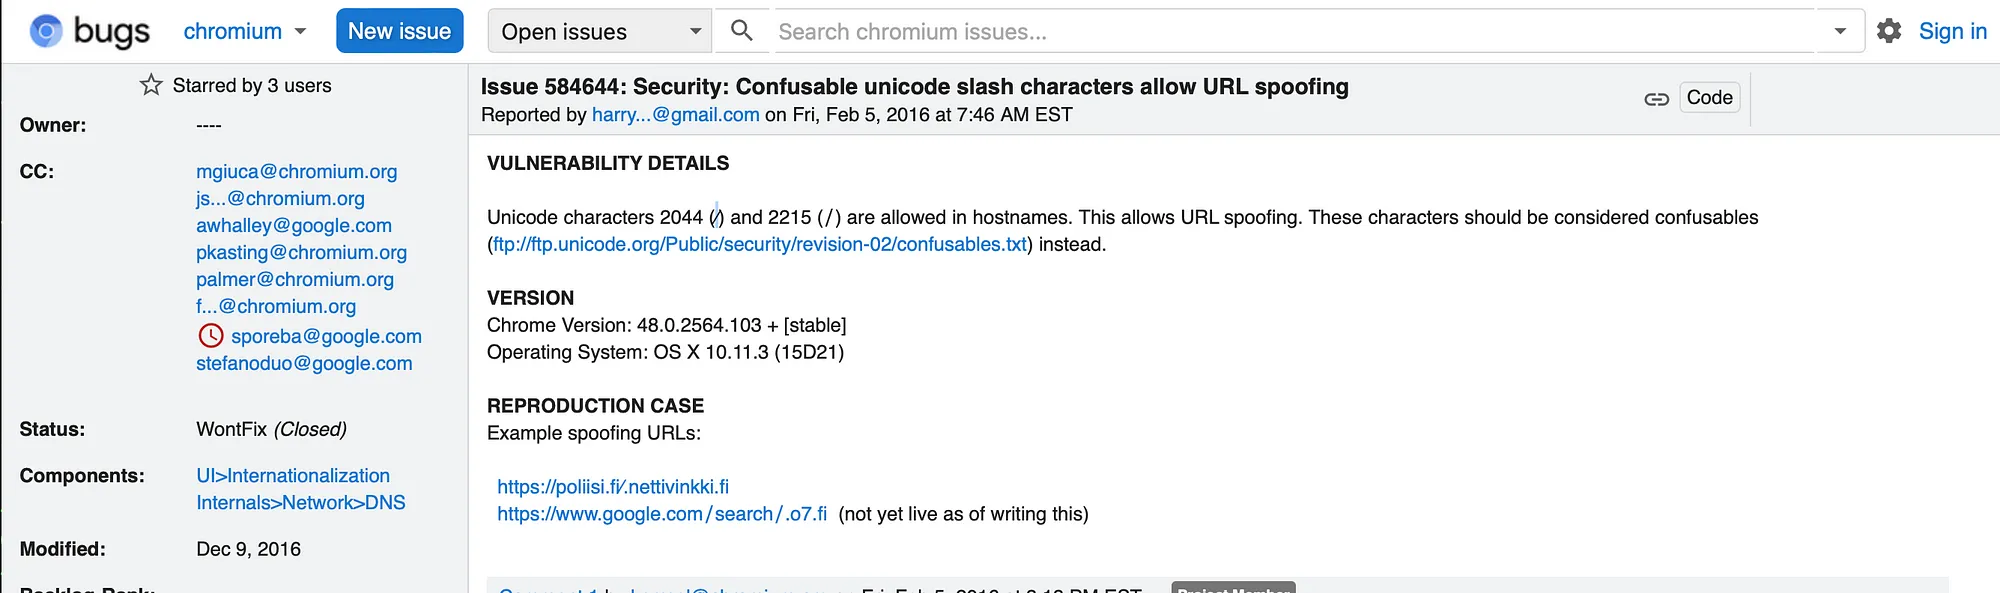 bugs chromium New issue Open issues Search chromium issues... Sign in
Starred by 3 users
Owner: ----
CC: mgiuca@chromium.org
js...@chromium.org
awhalley@google.com
pkasting@chromium.org
palmer@chromium.org
f...@chromium.org
sporeba@google.com
stefanoduo@google.com
Status: WontFix (Closed)
Components: UI>Internationalization
Internals>Network>DNS
Modified: Dec 9, 2016
Issue 584644: Security: Confusable unicode slash characters allow URL spoofing
Code
Reported by harry...@gmail.com on Fri, Feb 5, 2016 at 7:46 AM EST
VULNERABILITY DETAILS
Unicode characters 2044 (⁄) and 2215 (∕) are allowed in hostnames. This allows URL spoofing. These characters should be considered confusables
(ftp://ftp.unicode.org/Public/security/revision-02/confusables.txt) instead.
VERSION
Chrome Version: 48.0.2564.103 + [stable]
Operating System: OS X 10.11.3 (15D21)
REPRODUCTION CASE
Example spoofing URLs:
https://poliisi.fi⁄.nettivinkki.fi
https://www.google.com∕search∕.o7.fi (not yet live as of writing this)